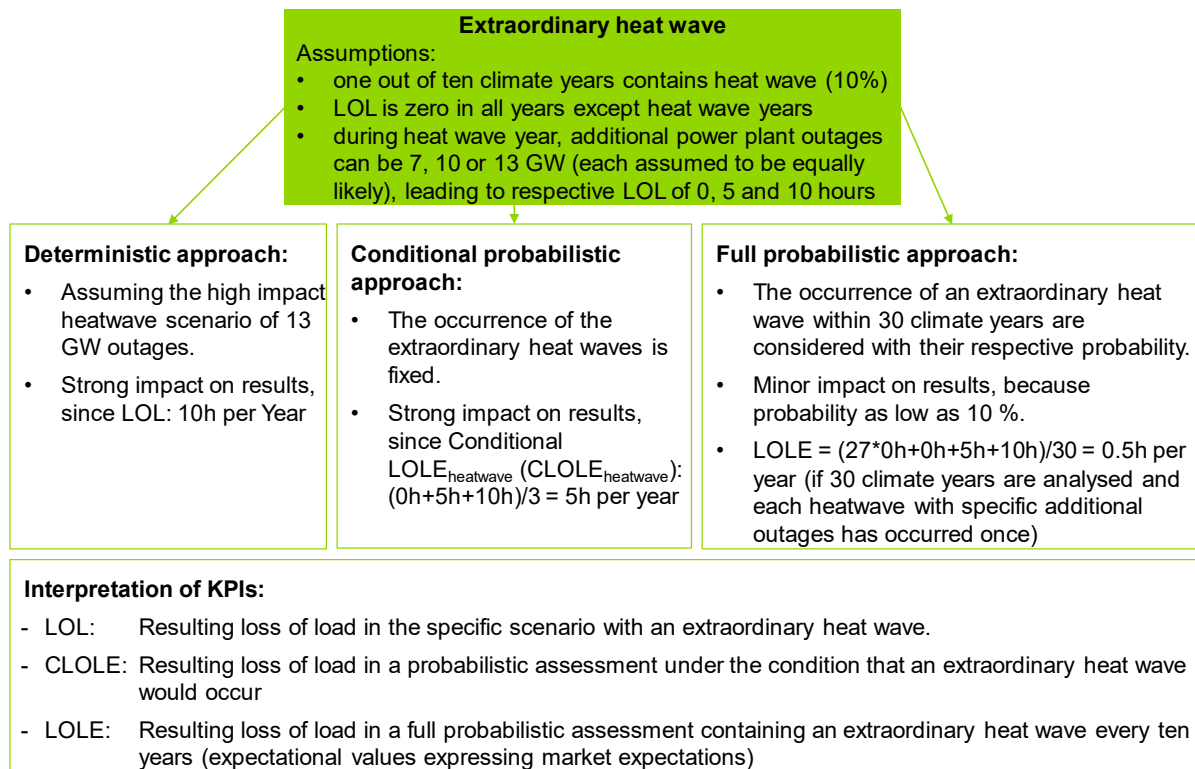 Extraordinary heat wave
Assumptions:
• one out of ten climate years contains heat wave (10%)
• LOL is zero in all years except heat wave years
• during heat wave year, additional power plant outages
can be 7, 10 or 13 GW (each assumed to be equally
likely), leading to respective LOL of 0, 5 and 10 hours
Deterministic approach:
• Assuming the high impact
heatwave scenario of 13
GW outages.
• Strong impact on results,
since LOL: 10h per Year
Conditional probabilistic
approach:
• The occurrence of the
extraordinary heat waves is
fixed.
• Strong impact on results,
since Conditional
LOLEheatwave (CLOLEheatwave):
(0h+5h+10h)/3 = 5h per year
Full probabilistic approach:
• The occurrence of an extraordinary heat
wave within 30 climate years are
considered with their respective probability.
• Minor impact on results, because
probability as low as 10 %.
• LOLE = (27*0h+0h+5h+10h)/30 = 0.5h per
year (if 30 climate years are analysed and
each heatwave with specific additional
outages has occurred once)
Interpretation of KPIs:
- LOL: Resulting loss of load in the specific scenario with an extraordinary heat wave.
- CLOLE: Resulting loss of load in a probabilistic assessment under the condition that an extraordinary heat wave
would occur
- LOLE: Resulting loss of load in a full probabilistic assessment containing an extraordinary heat wave every ten
years (expectational values expressing market expectations)